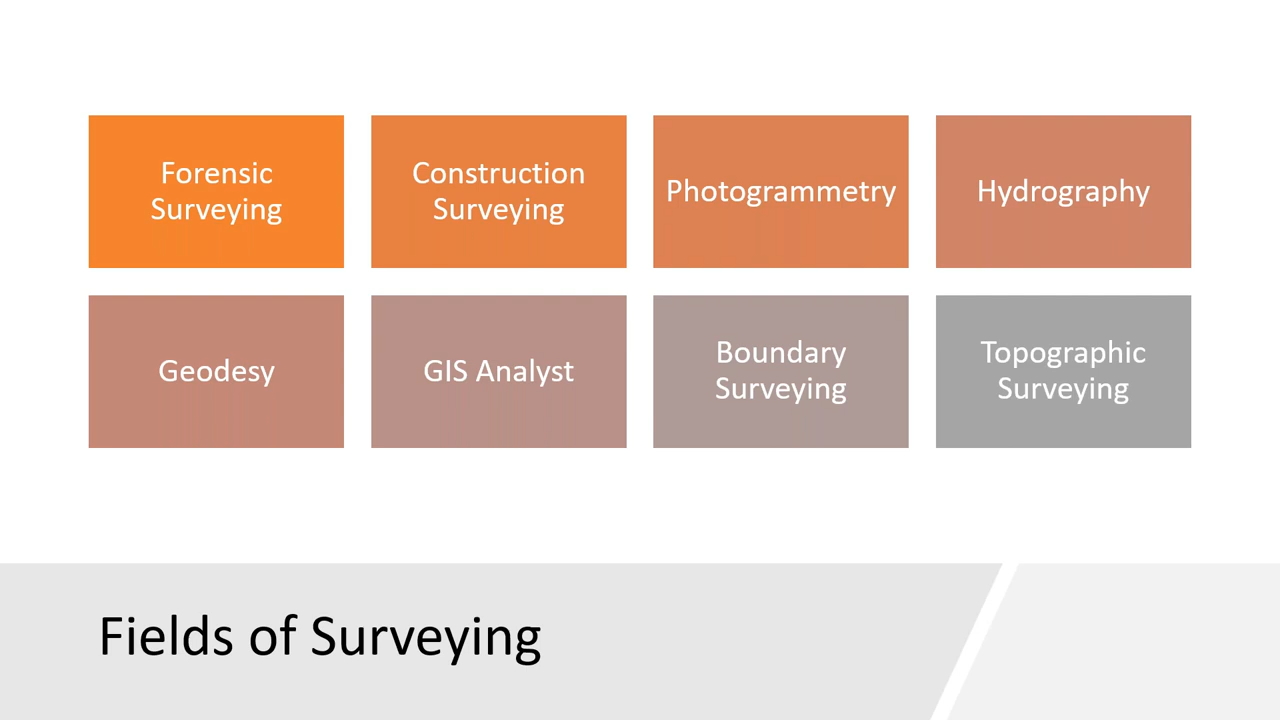 Forensic
Surveying
Construction
Surveying
Photogrammetry
Hydrography
Geodesy
GIS Analyst
Boundary
Surveying
Topographic
Surveying
Fields of Surveying